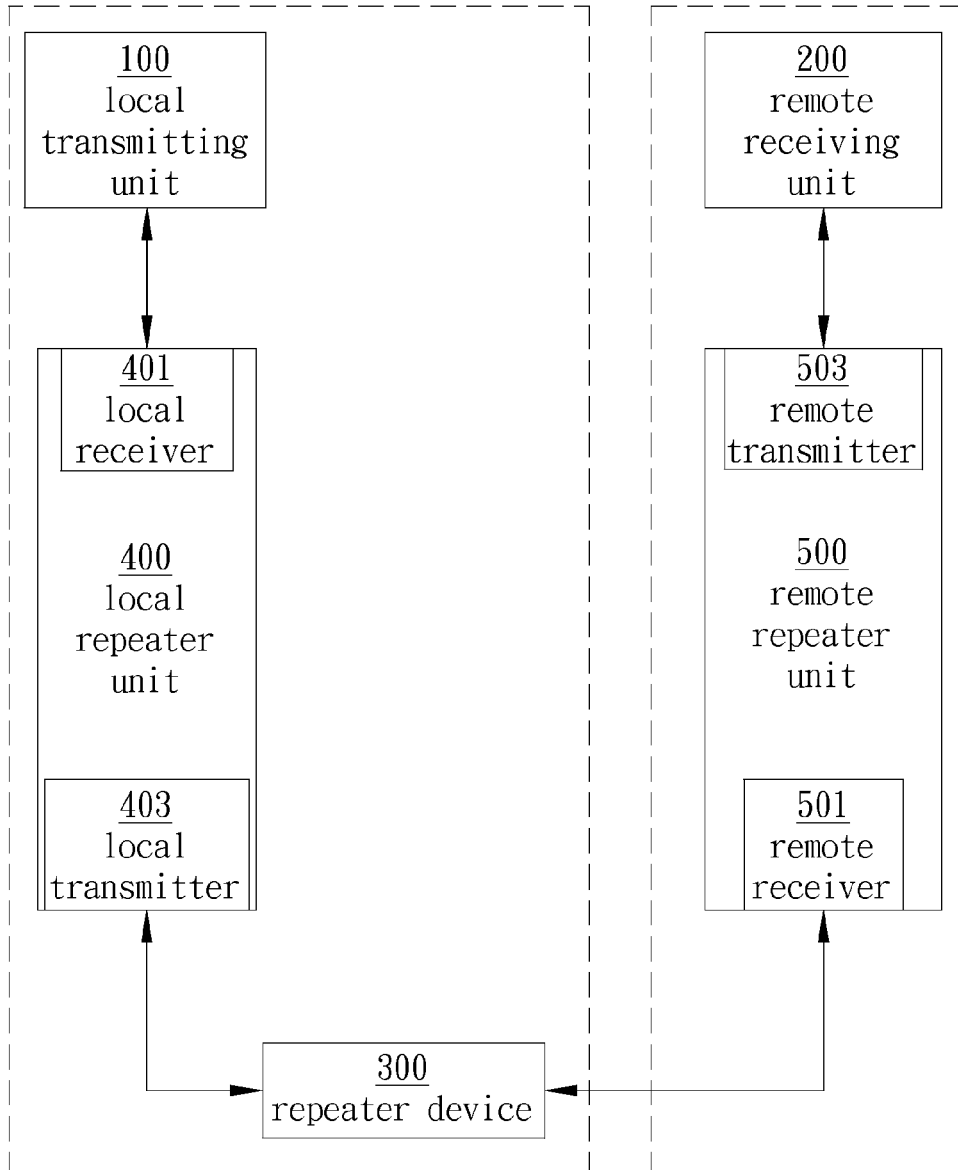 100
local
transmitting
unit
401
local
receiver
400
local
repeater
unit
403
local
transmitter
300
repeater device
200
remote
receiving
unit
503
remote
transmitter
500
remote
repeater
unit
501
remote
receiver